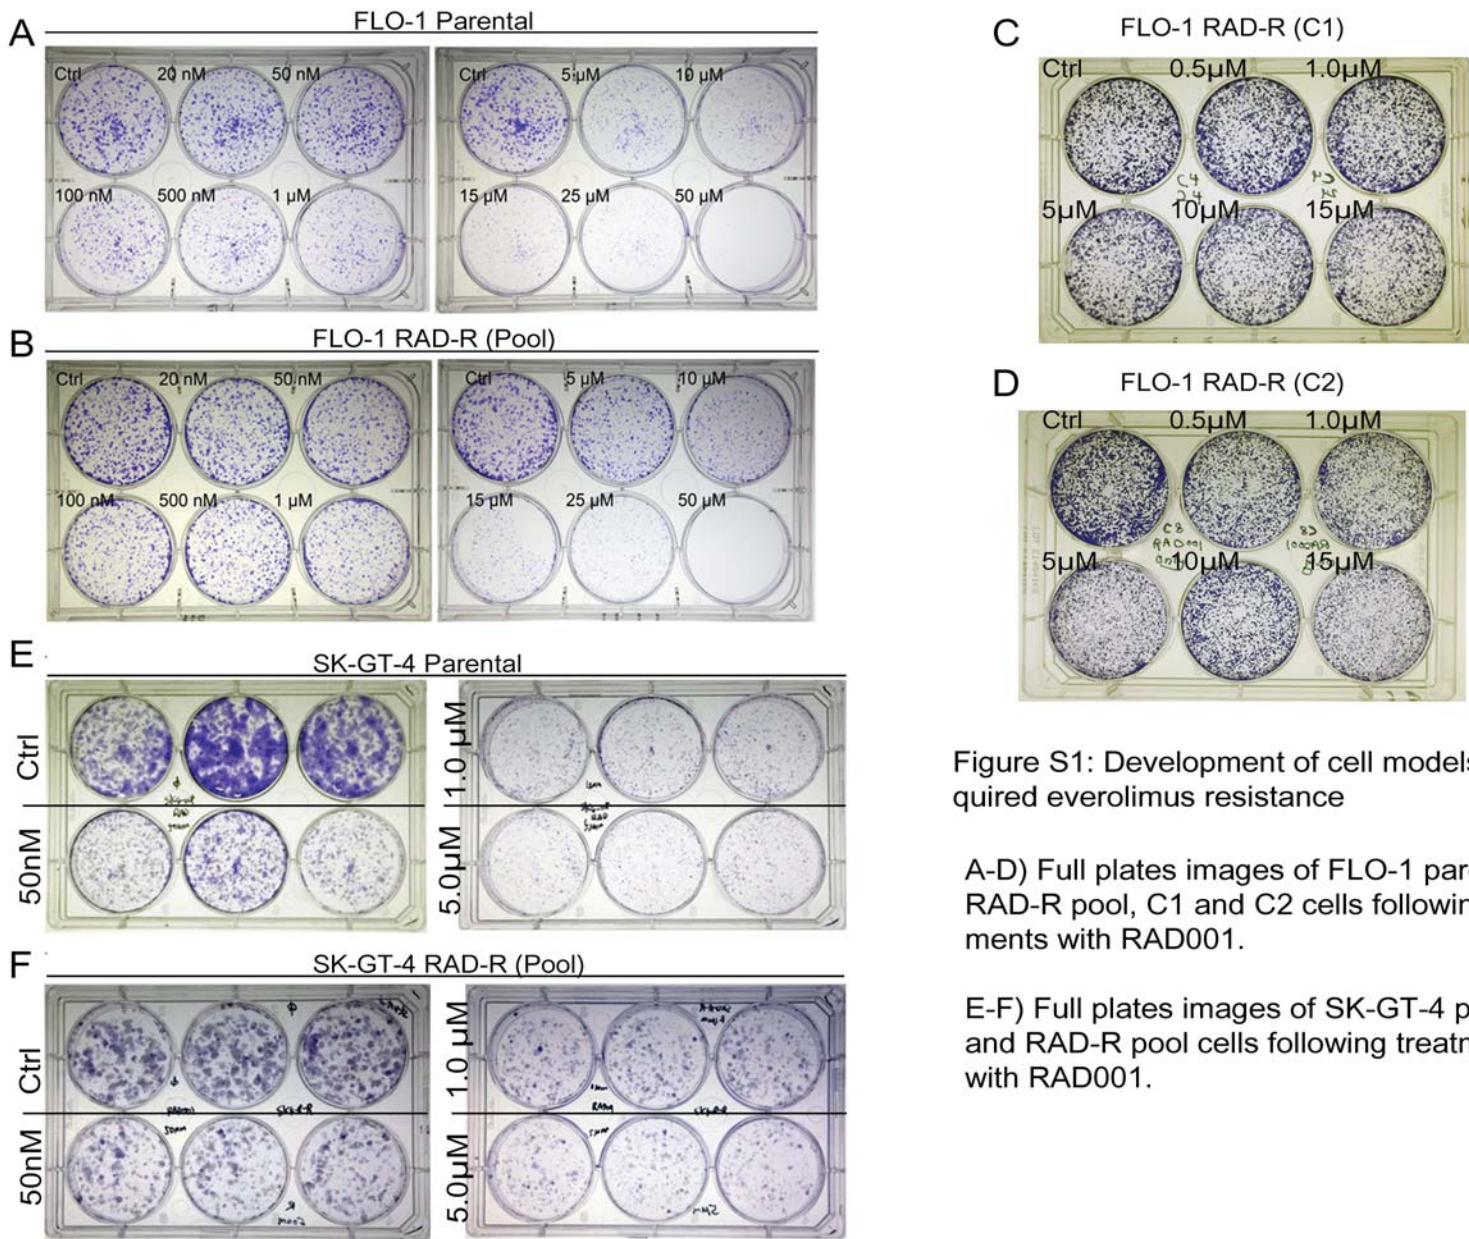 A
FLO-1 Parental
Ctrl 20 nM 50 nM
100 nM 500 nM 1 µM
Ctrl 5 µM 10 µM
15 µM 25 µM 50 µM
B
FLO-1 RAD-R (Pool)
Ctrl 20 nM 50 nM
100 nM 500 nM 1 µM
Ctrl 5 µM 10 µM
15 µM 25 µM 50 µM
E
SK-GT-4 Parental
Ctrl
50nM
1.0 µM
5.0µM
F
SK-GT-4 RAD-R (Pool)
Ctrl
50nM
1.0 µM
5.0µM
C
FLO-1 RAD-R (C1)
Ctrl 0.5µM 1.0µM
C4
5µM 10µM 15µM
D
FLO-1 RAD-R (C2)
Ctrl 0.5µM 1.0µM
C8
RAD001
5µM 10µM 15µM
Figure S1: Development of cell models
quired everolimus resistance
A-D) Full plates images of FLO-1 par
RAD-R pool, C1 and C2 cells followin
ments with RAD001.
E-F) Full plates images of SK-GT-4 p
and RAD-R pool cells following treatm
with RAD001.